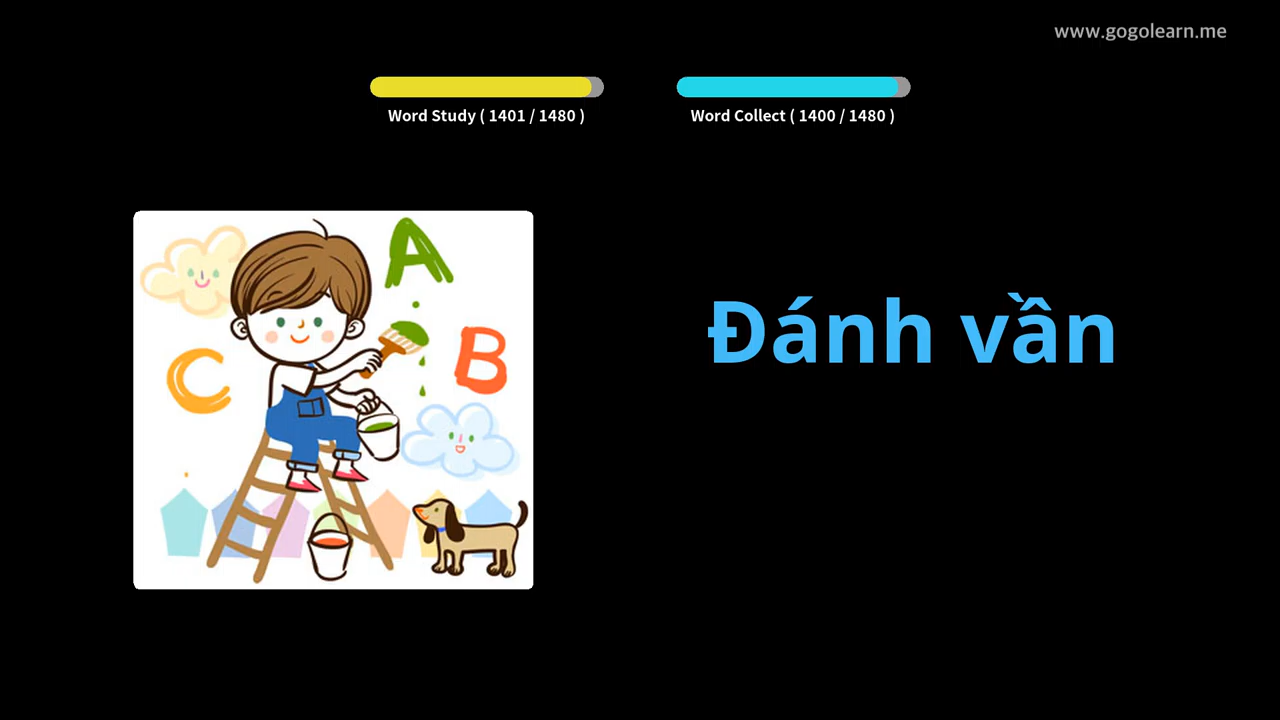 www.gogolearn.me
Word Study ( 1401 / 1480 )
Word Collect ( 1400 / 1480 )
A
B
C
Đánh vần